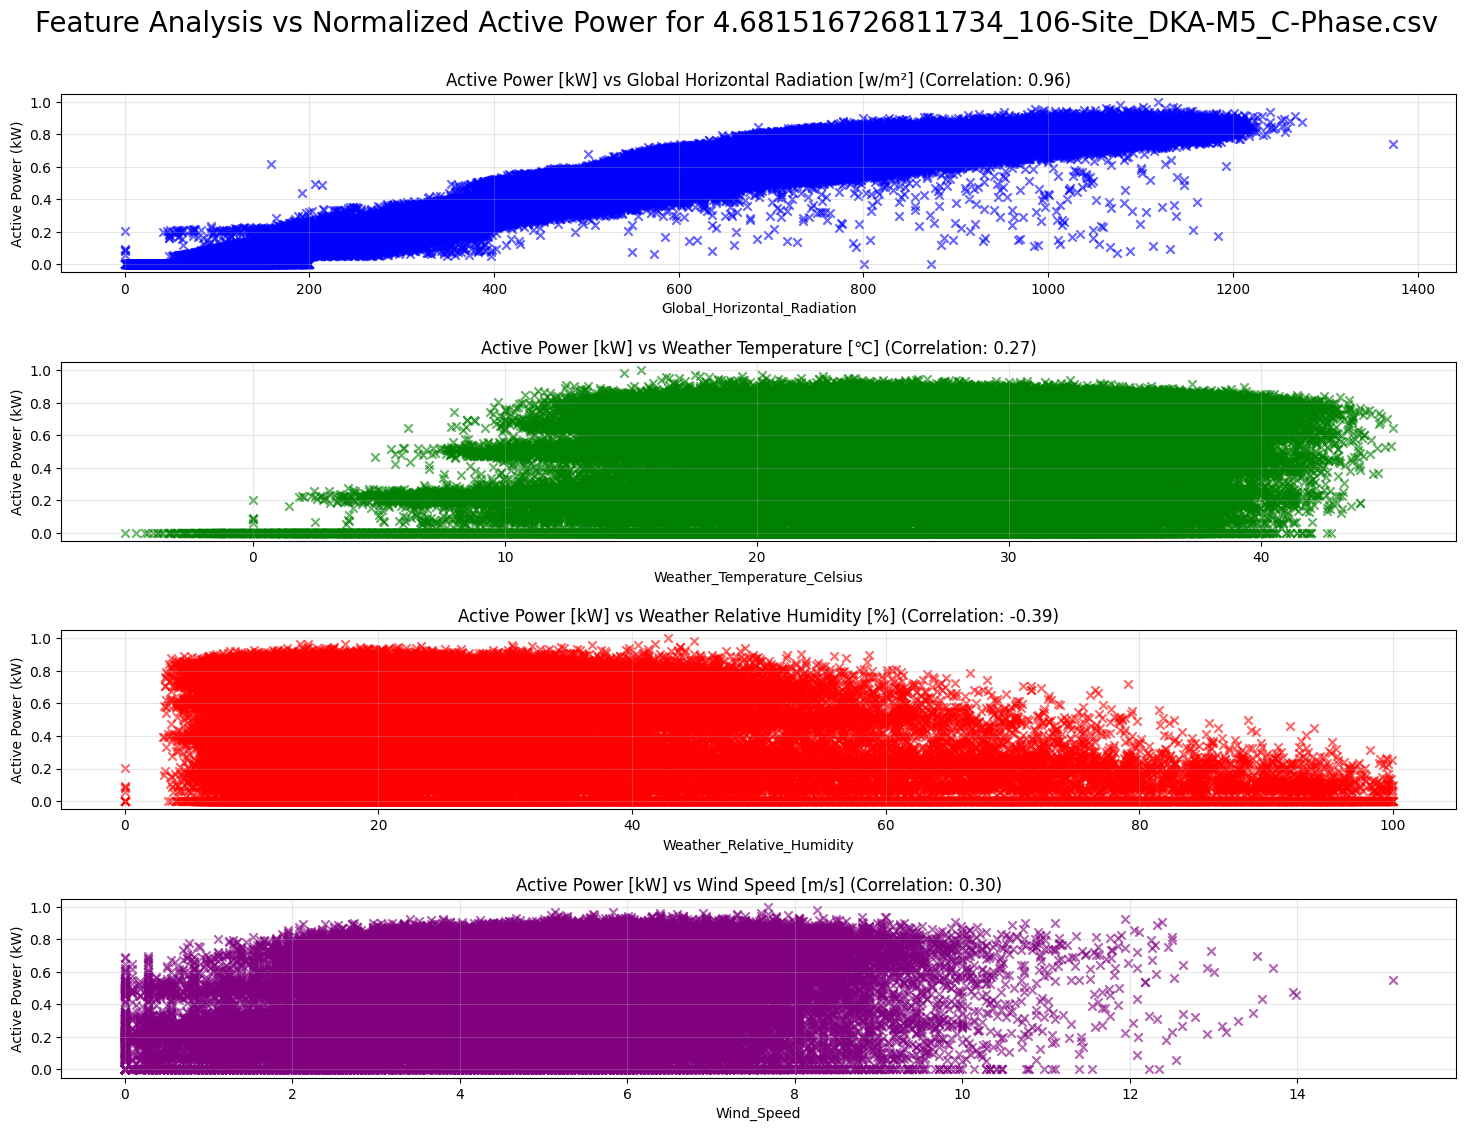 Feature Analysis vs Normalized Active Power for 4.681516726811734_106-Site_DKA-M5_C-Phase.csv
Active Power [kW] vs Global Horizontal Radiation [w/m²] (Correlation: 0.96)
Active Power (kW)
1.0
0.8
0.6
0.4
0.2
0.0
0 200 400 600 800 1000 1200 1400
Global_Horizontal_Radiation
Active Power [kW] vs Weather Temperature [℃] (Correlation: 0.27)
Active Power (kW)
1.0
0.8
0.6
0.4
0.2
0.0
0 10 20 30 40
Weather_Temperature_Celsius
Active Power [kW] vs Weather Relative Humidity [%] (Correlation: -0.39)
Active Power (kW)
1.0
0.8
0.6
0.4
0.2
0.0
0 20 40 60 80 100
Weather_Relative_Humidity
Active Power [kW] vs Wind Speed [m/s] (Correlation: 0.30)
Active Power (kW)
1.0
0.8
0.6
0.4
0.2
0.0
0 2 4 6 8 10 12 14
Wind_Speed